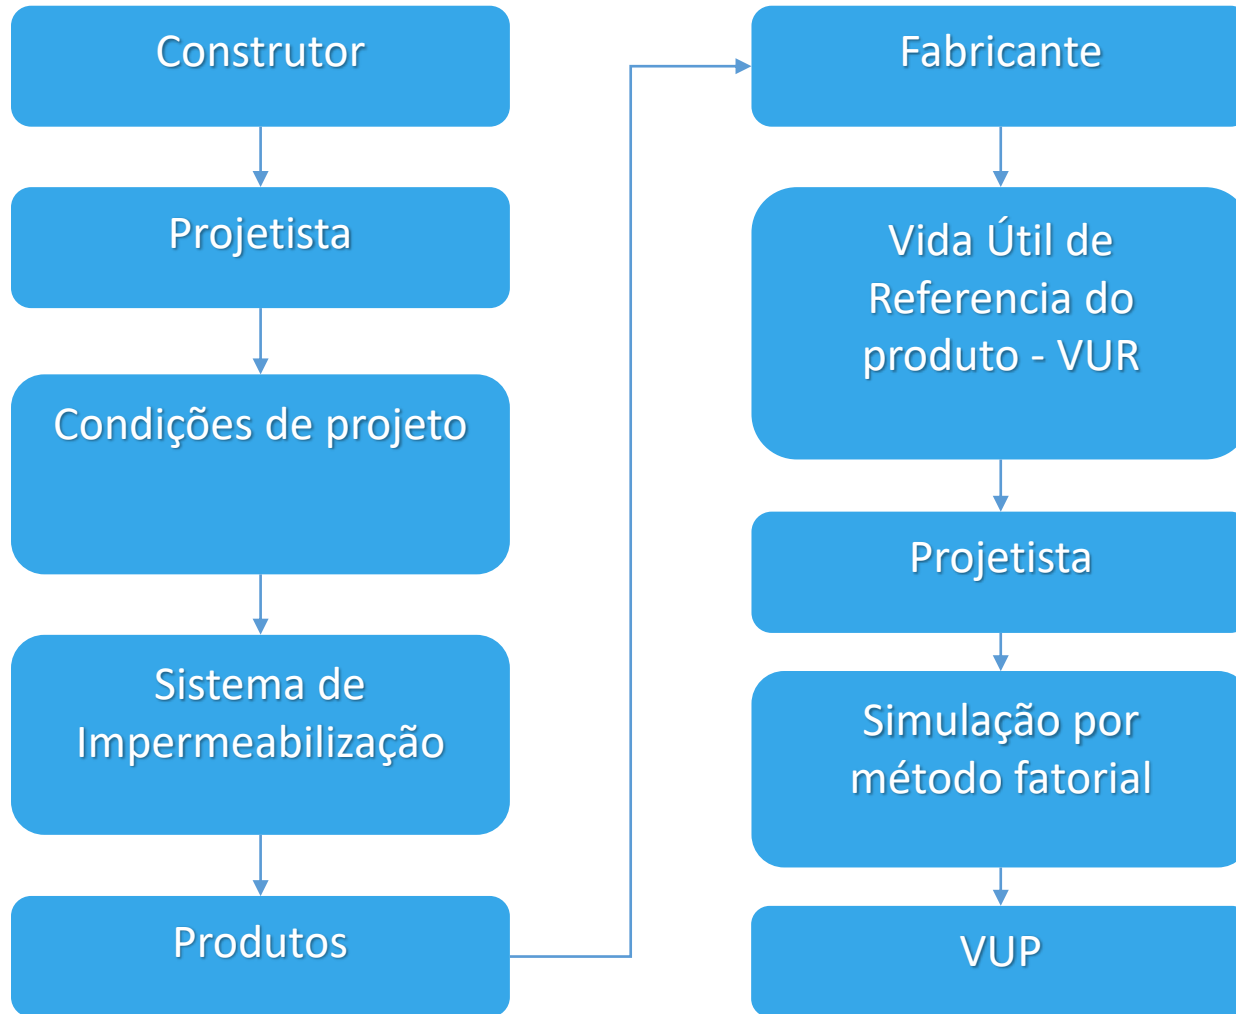 Construtor
Projetista
Condições de projeto
Sistema de
Impermeabilização
Produtos
Fabricante
Vida Útil de
Referencia do
produto - VUR
Projetista
Simulação por
método fatorial
VUP